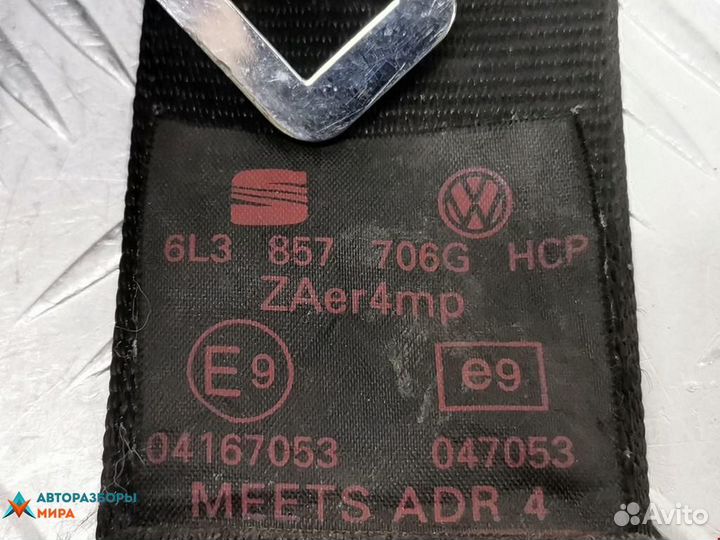 6L3 857 706G HCP
ZAer4mp
E9 e9
04167053 047053
MEETS ADR 4
АВТОРАЗБОРЫ
МИРА
Avito